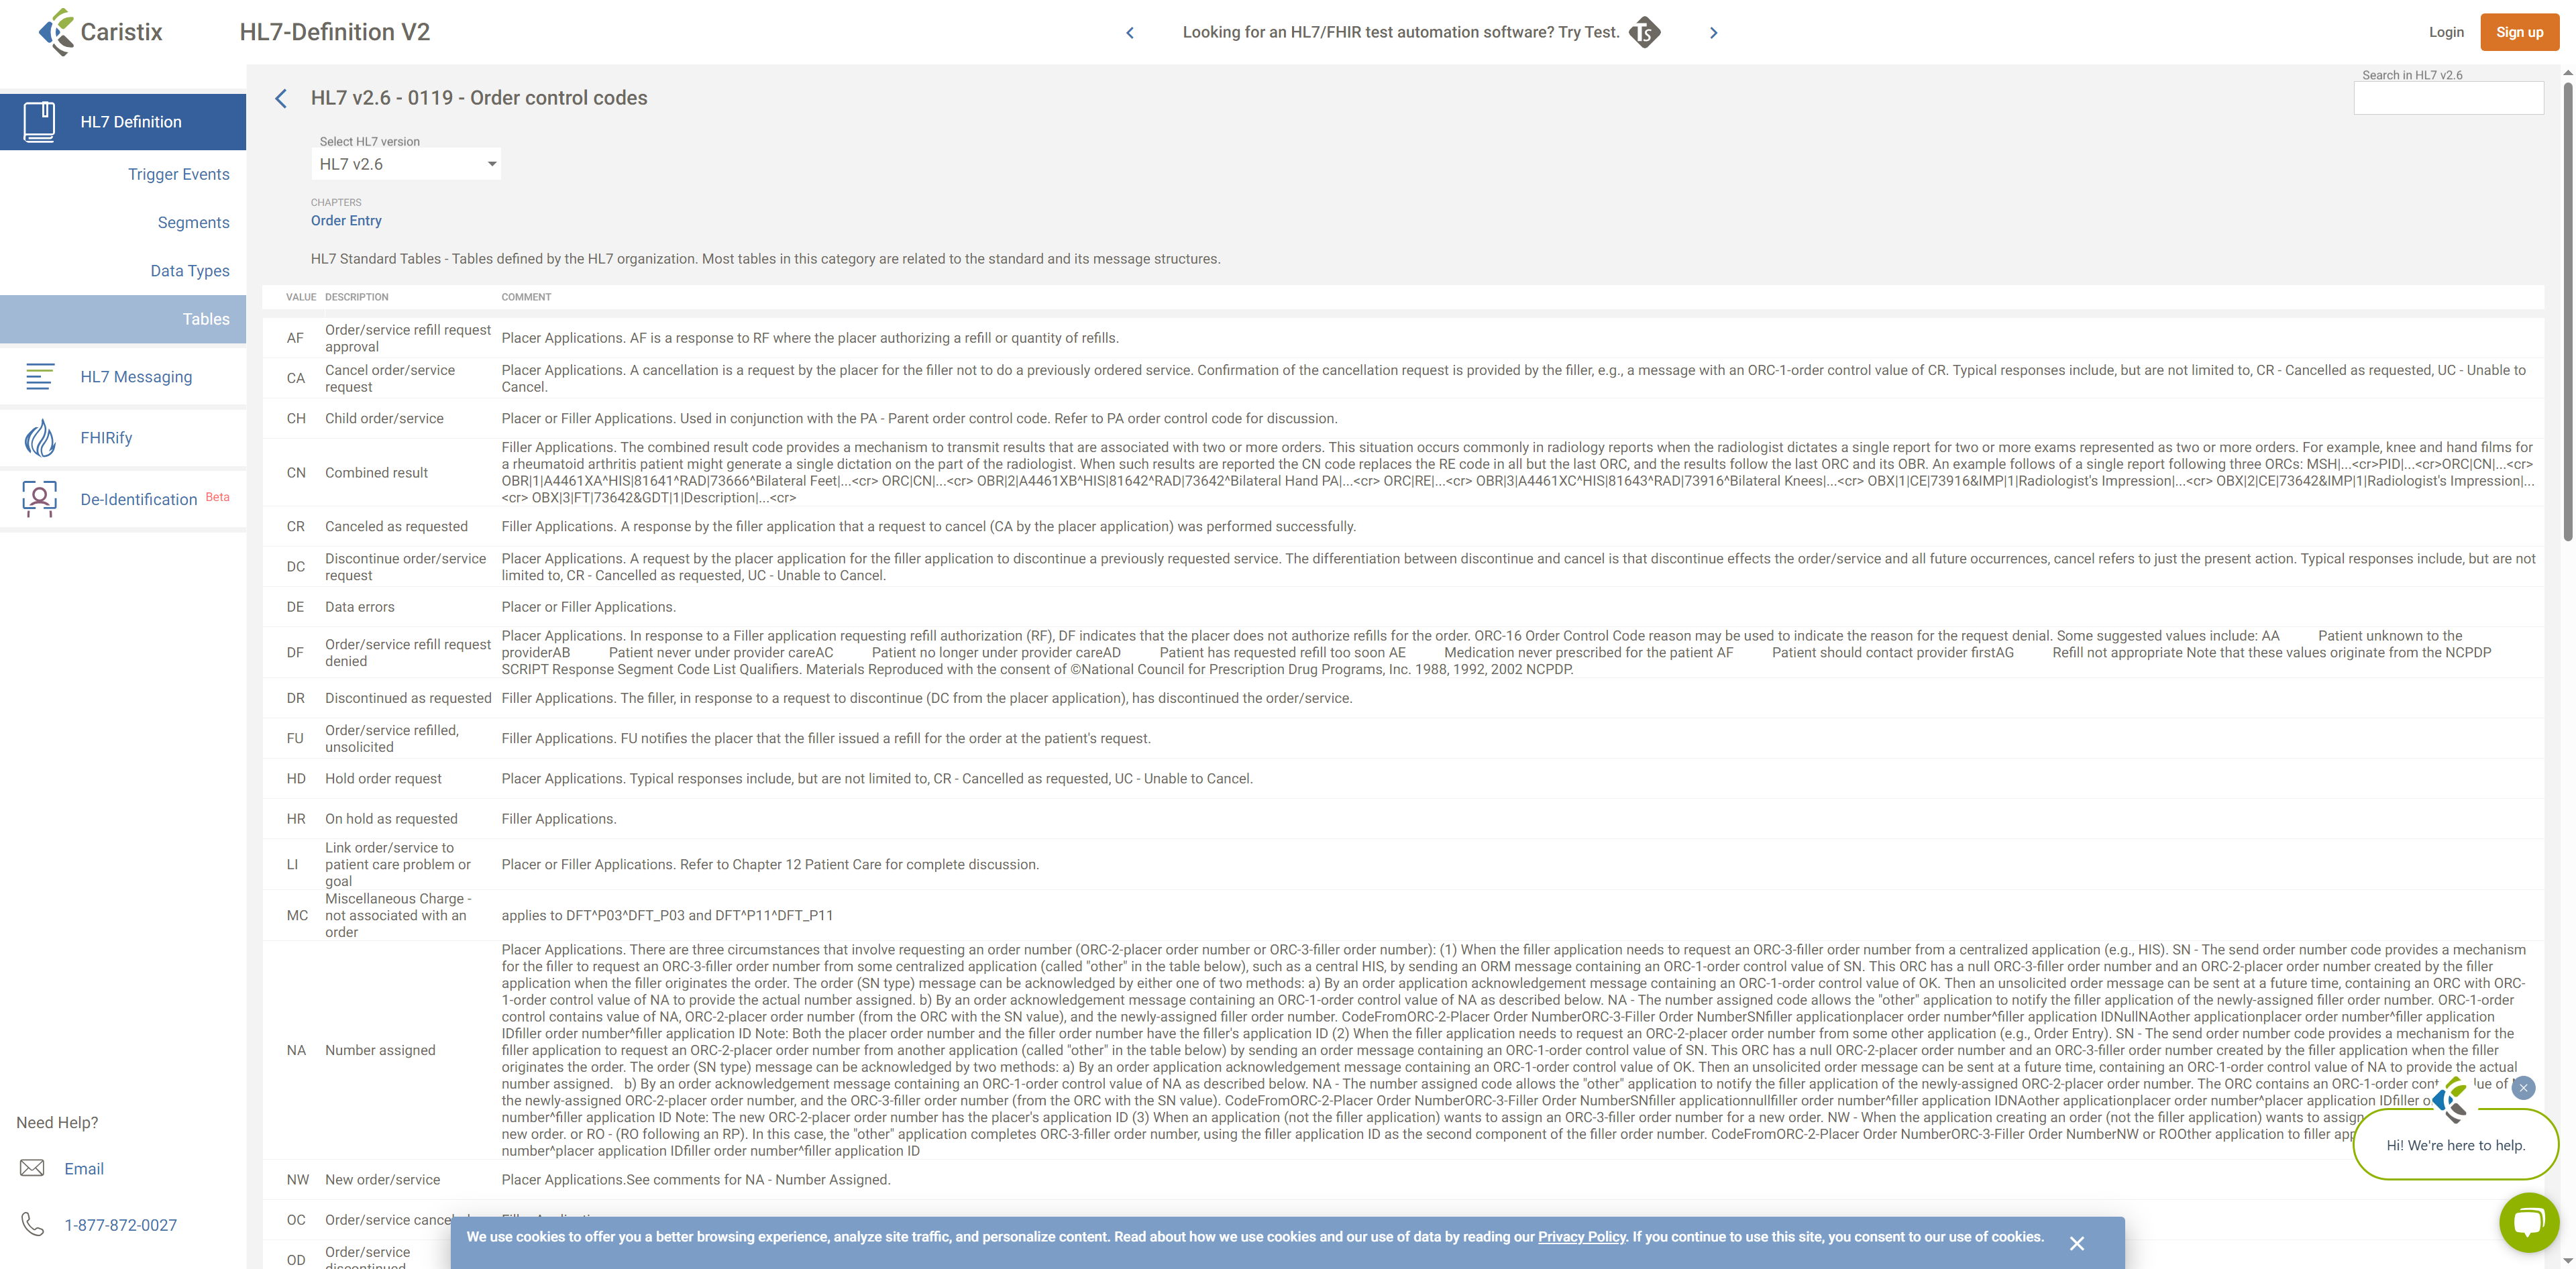 Caristix
HL7-Definition V2
Looking for an HL7/FHIR test automation software? Try Test.
Ts
Login
Sign up
HL7 Definition
Trigger Events
Segments
Data Types
Tables
HL7 Messaging
FHIRify
De-Identification Beta
Need Help?
Email
1-877-872-0027
HL7 v2.6 - 0119 - Order control codes
Search in HL7 v2.6
Select HL7 version
HL7 v2.6
CHAPTERS
Order Entry
HL7 Standard Tables - Tables defined by the HL7 organization. Most tables in this category are related to the standard and its message structures.
VALUE DESCRIPTION COMMENT
AF
Order/service refill request
approval
Placer Applications. AF is a response to RF where the placer authorizing a refill or quantity of refills.
CA
Cancel order/service
request
Placer Applications. A cancellation is a request by the placer for the filler not to do a previously ordered service. Confirmation of the cancellation request is provided by the filler, e.g., a message with an ORC-1-order control value of CR. Typical responses include, but are not limited to, CR - Cancelled as requested, UC - Unable to
Cancel.
CH
Child order/service
Placer or Filler Applications. Used in conjunction with the PA - Parent order control code. Refer to PA order control code for discussion.
CN
Combined result
Filler Applications. The combined result code provides a mechanism to transmit results that are associated with two or more orders. This situation occurs commonly in radiology reports when the radiologist dictates a single report for two or more exams represented as two or more orders. For example, knee and hand films for
a rheumatoid arthritis patient might generate a single dictation on the part of the radiologist. When such results are reported the CN code replaces the RE code in all but the last ORC, and the results follow the last ORC and its OBR. An example follows of a single report following three ORCs: MSH|...<cr>PID|...<cr>ORC|CN|...<cr>
OBR|1|A4461XA^HIS|81641^RAD|73666^Bilateral Feet|...<cr> ORC|CN|...<cr> OBR|2|A4461XB^HIS|81642^RAD|73642^Bilateral Hand PA|...<cr> ORC|RE|...<cr> OBR|3|A4461XC^HIS|81643^RAD|73916^Bilateral Knees|...<cr> OBX|1|CE|73916&IMP|1|Radiologist's Impression|...<cr> OBX|2|CE|73642&IMP|1|Radiologist's Impression|...
<cr> OBX|3|FT|73642&GDT|1|Description|...<cr>
CR
Canceled as requested
Filler Applications. A response by the filler application that a request to cancel (CA by the placer application) was performed successfully.
DC
Discontinue order/service
request
Placer Applications. A request by the placer application for the filler application to discontinue a previously requested service. The differentiation between discontinue and cancel is that discontinue effects the order/service and all future occurrences, cancel refers to just the present action. Typical responses include, but are not
limited to, CR - Cancelled as requested, UC - Unable to Cancel.
DE
Data errors
Placer or Filler Applications.
DF
Order/service refill request
denied
Placer Applications. In response to a Filler application requesting refill authorization (RF), DF indicates that the placer does not authorize refills for the order. ORC-16 Order Control Code reason may be used to indicate the reason for the request denial. Some suggested values include: AA Patient unknown to the
providerAB Patient never under provider careAC Patient no longer under provider careAD Patient has requested refill too soon AE Medication never prescribed for the patient AF Patient should contact provider firstAG Refill not appropriate Note that these values originate from the NCPDP
SCRIPT Response Segment Code List Qualifiers. Materials Reproduced with the consent of ©National Council for Prescription Drug Programs, Inc. 1988, 1992, 2002 NCPDP.
DR
Discontinued as requested
Filler Applications. The filler, in response to a request to discontinue (DC from the placer application), has discontinued the order/service.
FU
Order/service refilled,
unsolicited
Filler Applications. FU notifies the placer that the filler issued a refill for the order at the patient's request.
HD
Hold order request
Placer Applications. Typical responses include, but are not limited to, CR - Cancelled as requested, UC - Unable to Cancel.
HR
On hold as requested
Filler Applications.
LI
Link order/service to
patient care problem or
goal
Placer or Filler Applications. Refer to Chapter 12 Patient Care for complete discussion.
MC
Miscellaneous Charge -
not associated with an
order
applies to DFT^P03^DFT_P03 and DFT^P11^DFT_P11
NA
Number assigned
Placer Applications. There are three circumstances that involve requesting an order number (ORC-2-placer order number or ORC-3-filler order number): (1) When the filler application needs to request an ORC-3-filler order number from a centralized application (e.g., HIS). SN - The send order number code provides a mechanism
for the filler to request an ORC-3-filler order number from some centralized application (called "other" in the table below), such as a central HIS, by sending an ORM message containing an ORC-1-order control value of SN. This ORC has a null ORC-3-filler order number and an ORC-2-placer order number created by the filler
application when the filler originates the order. The order (SN type) message can be acknowledged by either one of two methods: a) By an order application acknowledgement message containing an ORC-1-order control value of OK. Then an unsolicited order message can be sent at a future time, containing an ORC with ORC-
1-order control value of NA to provide the actual number assigned. b) By an order acknowledgement message containing an ORC-1-order control value of NA as described below. NA - The number assigned code allows the "other" application to notify the filler application of the newly-assigned filler order number. ORC-1-order
control contains value of NA, ORC-2-placer order number (from the ORC with the SN value), and the newly-assigned filler order number. CodeFromORC-2-Placer Order NumberORC-3-Filler Order NumberSNfiller applicationplacer order number^filler application IDNullNAother applicationplacer order number^filler application
IDfiller order number^filler application ID Note: Both the placer order number and the filler order number have the filler's application ID (2) When the filler application needs to request an ORC-2-placer order number from some other application (e.g., Order Entry). SN - The send order number code provides a mechanism for the
filler application to request an ORC-2-placer order number from another application (called "other" in the table below) by sending an order message containing an ORC-1-order control value of SN. This ORC has a null ORC-2-placer order number and an ORC-3-filler order number created by the filler application when the filler
originates the order. The order (SN type) message can be acknowledged by two methods: a) By an order application acknowledgement message containing an ORC-1-order control value of OK. Then an unsolicited order message can be sent at a future time, containing an ORC-1-order control value of NA to provide the actual
number assigned. b) By an order acknowledgement message containing an ORC-1-order control value of NA as described below. NA - The number assigned code allows the "other" application to notify the filler application of the newly-assigned ORC-2-placer order number. The ORC contains an ORC-1-order of
the newly-assigned ORC-2-placer order number, and the ORC-3-filler order number (from the ORC with the SN value). CodeFromORC-2-Placer Order NumberORC-3-Filler Order NumberSNfiller applicationnullfiller order number^filler application IDNAother applicationplacer order number^placer application IDfiller
number^filler application ID Note: The new ORC-2-placer order number has the placer's application ID (3) When an application (not the filler application) wants to assign an ORC-3-filler order number for a new order. NW - When the application creating an order (not the filler application) wants to assign
new order. or RO - (RO following an RP). In this case, the "other" application completes ORC-3-filler order number, using the filler application ID as the second component of the filler order number. CodeFromORC-2-Placer Order NumberORC-3-Filler Order NumberNW or ROOther application to filler
number^placer application IDfiller order number^filler application ID
NW
New order/service
Placer Applications.See comments for NA - Number Assigned.
OC
Order/service
OD
Order/service
Hi! We're here to help.
We use cookies to offer you a better browsing experience, analyze site traffic, and personalize content. Read about how we use cookies and our use of data by reading our Privacy Policy. If you continue to use this site, you consent to our use of cookies.